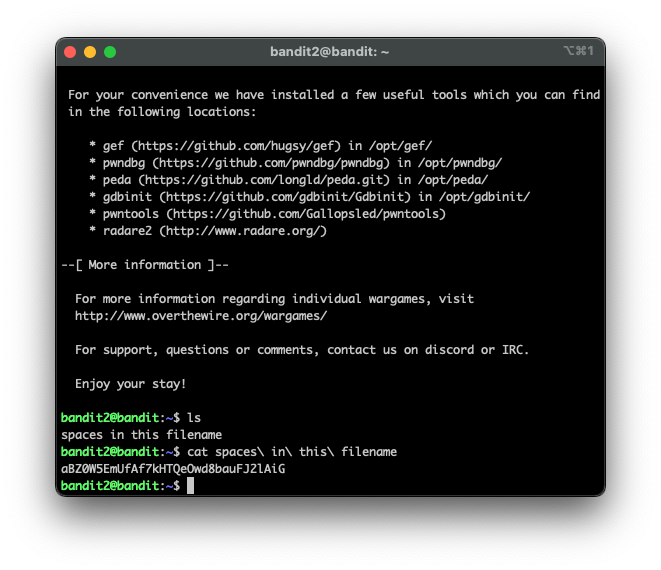 bandit2@bandit: ~
⌥⌘1
For your convenience we have installed a few useful tools which you can find
in the following locations:
* gef (https://github.com/hugsy/gef) in /opt/gef/
* pwndbg (https://github.com/pwndbg/pwndbg) in /opt/pwndbg/
* peda (https://github.com/longld/peda.git) in /opt/peda/
* gdbinit (https://github.com/gdbinit/Gdbinit) in /opt/gdbinit/
* pwntools (https://github.com/Gallopsled/pwntools)
* radare2 (http://www.radare.org/)
--[ More information ]--
For more information regarding individual wargames, visit
http://www.overthewire.org/wargames/
For support, questions or comments, contact us on discord or IRC.
Enjoy your stay!
bandit2@bandit:~$ ls
spaces in this filename
bandit2@bandit:~$ cat spaces\ in\ this\ filename
aBZ0W5EmUfAf7kHTQeOwd8bauFJ2lAiG
bandit2@bandit:~$